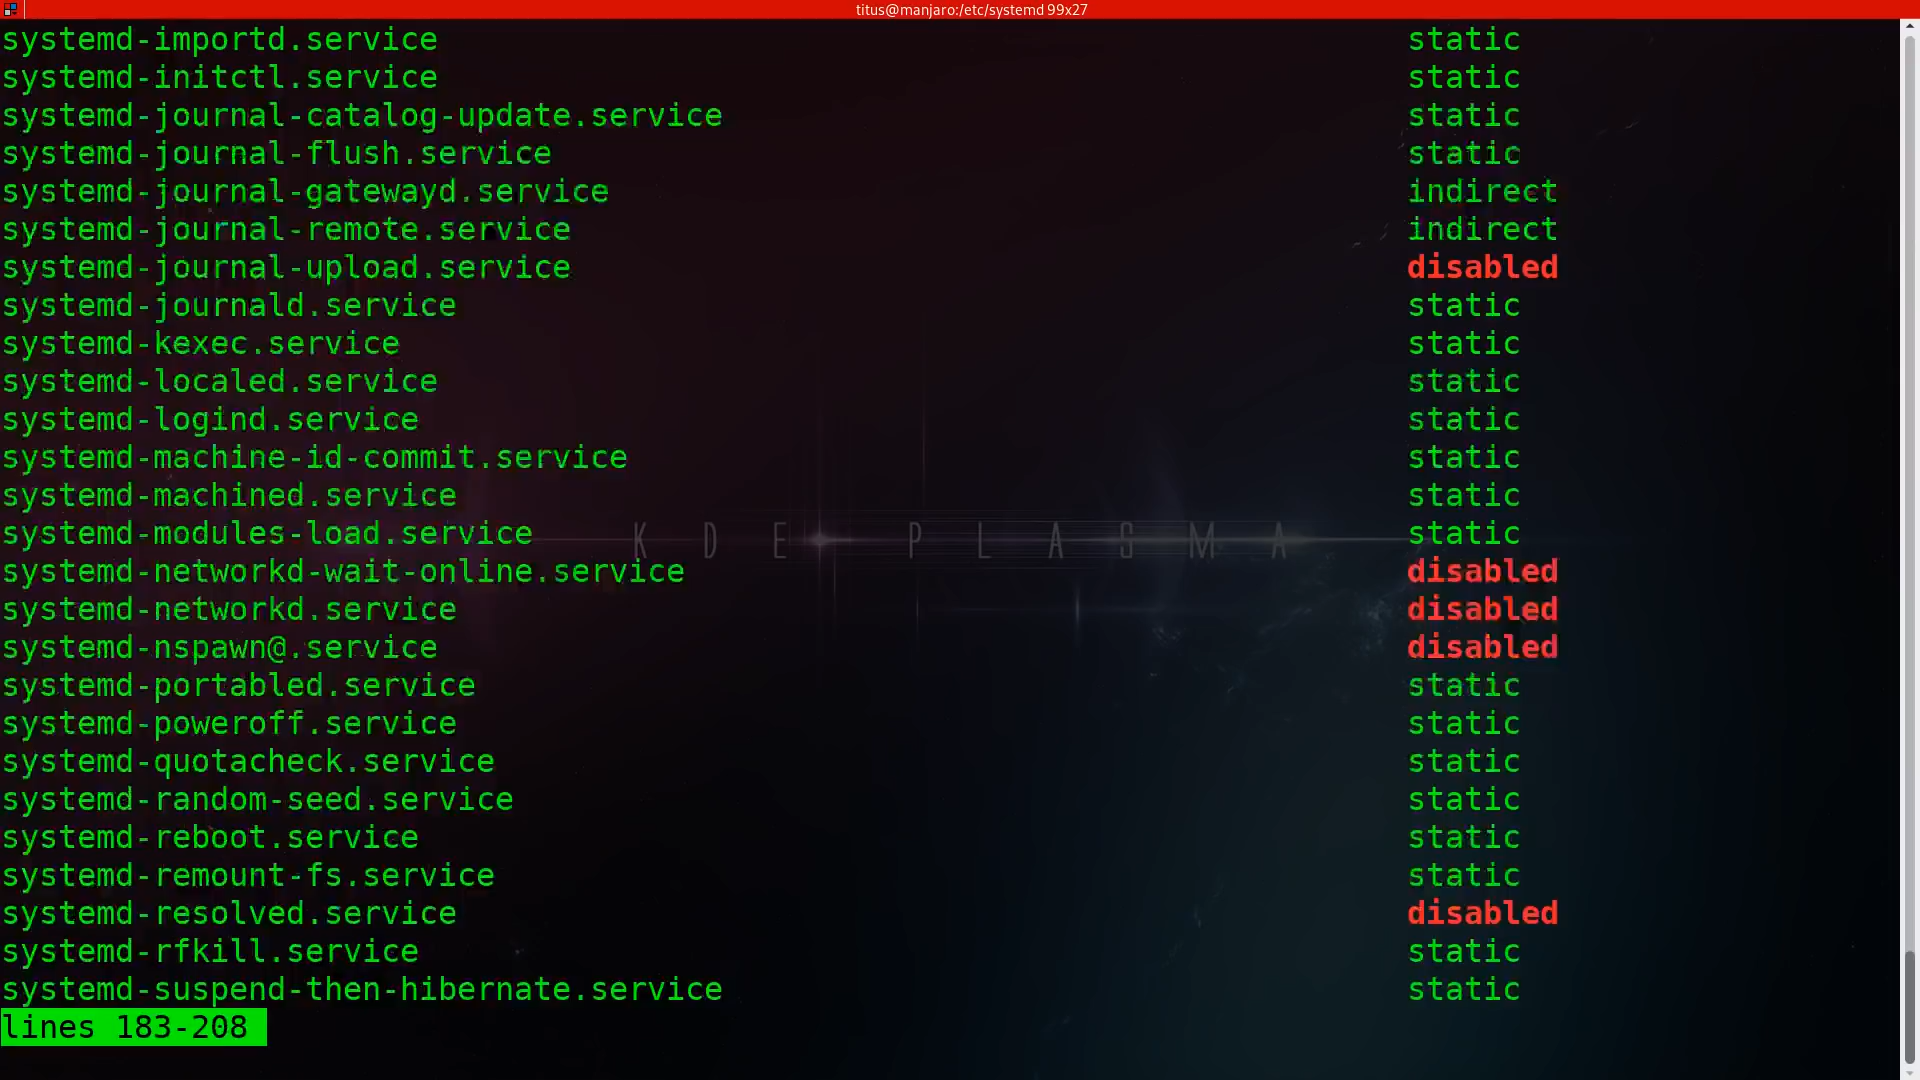 titus@manjaro:/etc/systemd 99x27
systemd-importd.service static
systemd-initctl.service static
systemd-journal-catalog-update.service static
systemd-journal-flush.service static
systemd-journal-gatewayd.service indirect
systemd-journal-remote.service indirect
systemd-journal-upload.service disabled
systemd-journald.service static
systemd-kexec.service static
systemd-localed.service static
systemd-logind.service static
systemd-machine-id-commit.service static
systemd-machined.service static
systemd-modules-load.service static
KDE PLASMA
systemd-networkd-wait-online.service disabled
systemd-networkd.service disabled
systemd-nspawn@.service disabled
systemd-portabled.service static
systemd-poweroff.service static
systemd-quotacheck.service static
systemd-random-seed.service static
systemd-reboot.service static
systemd-remount-fs.service static
systemd-resolved.service disabled
systemd-rfkill.service static
systemd-suspend-then-hibernate.service static
lines 183-208